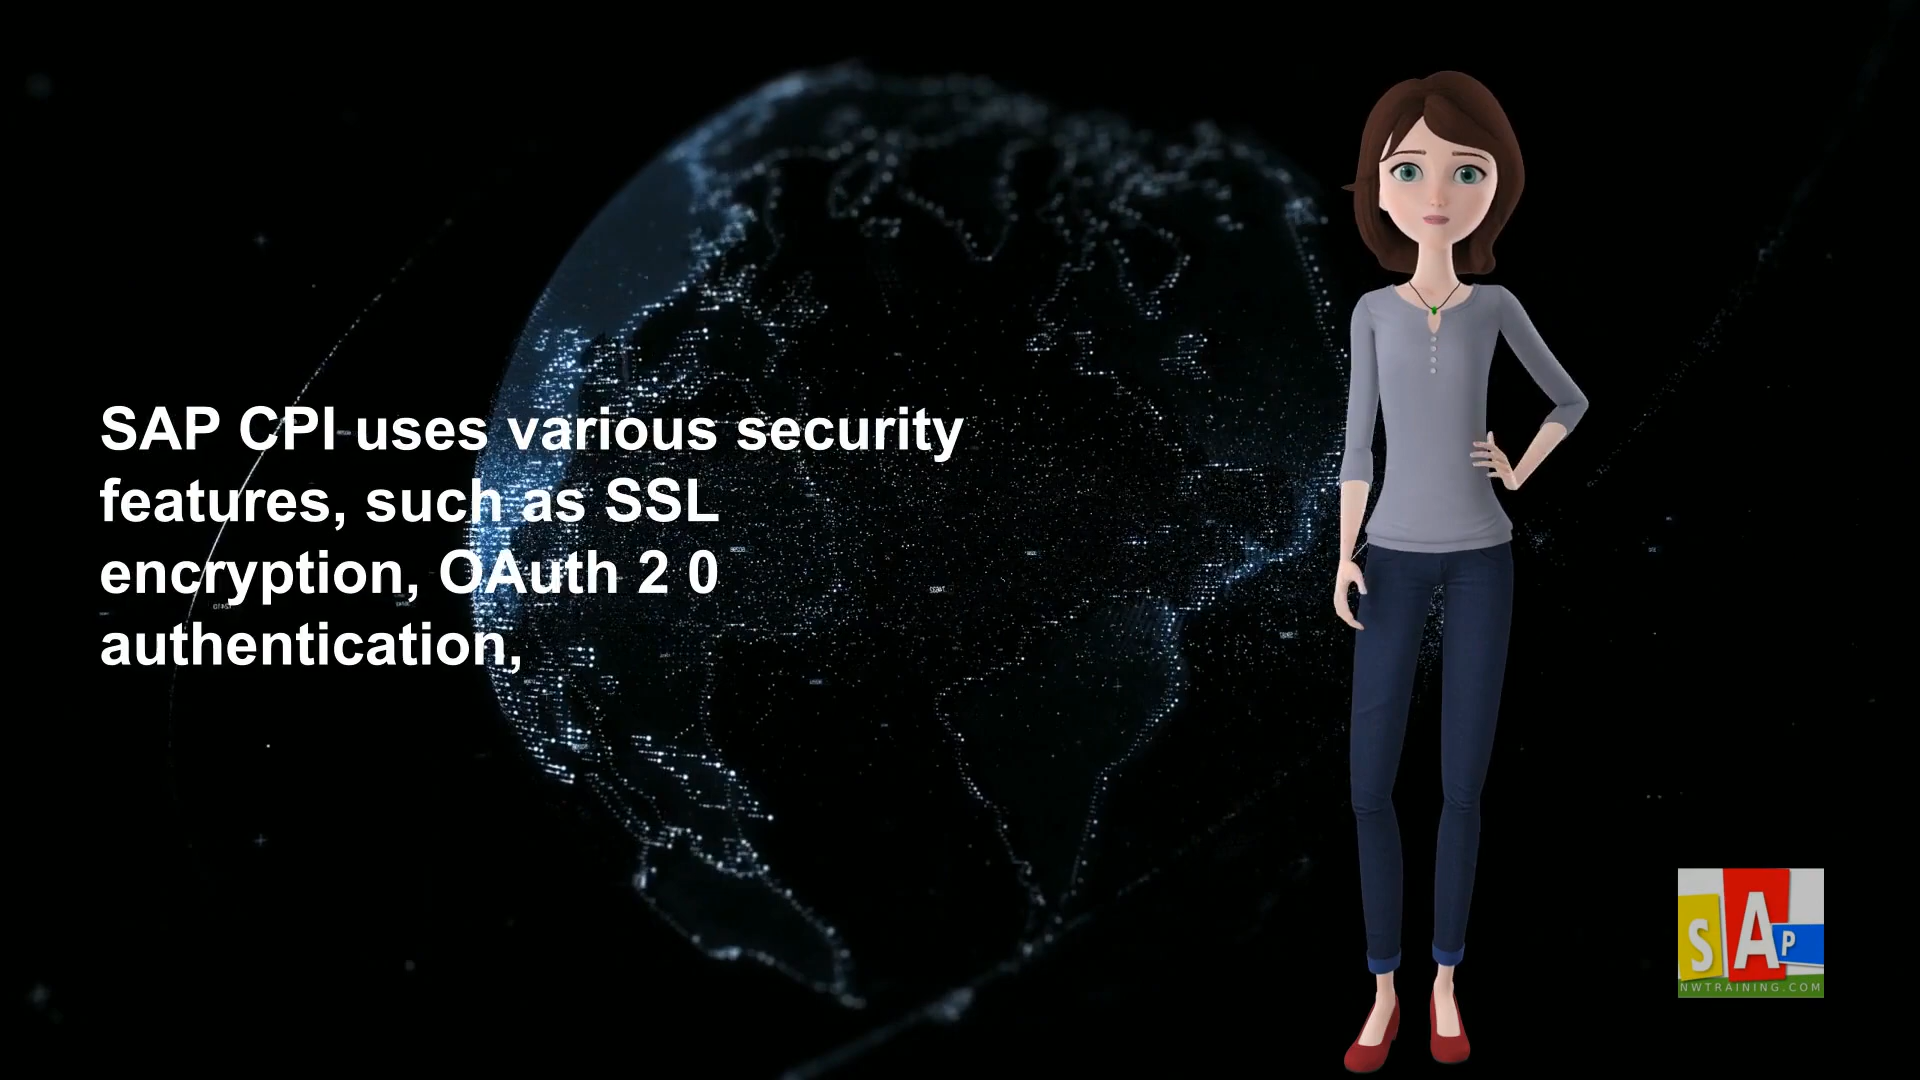 SAP CPI uses various security
features, such as SSL
encryption, OAuth 2 0
authentication,
SAP
NWTRAINING.COM